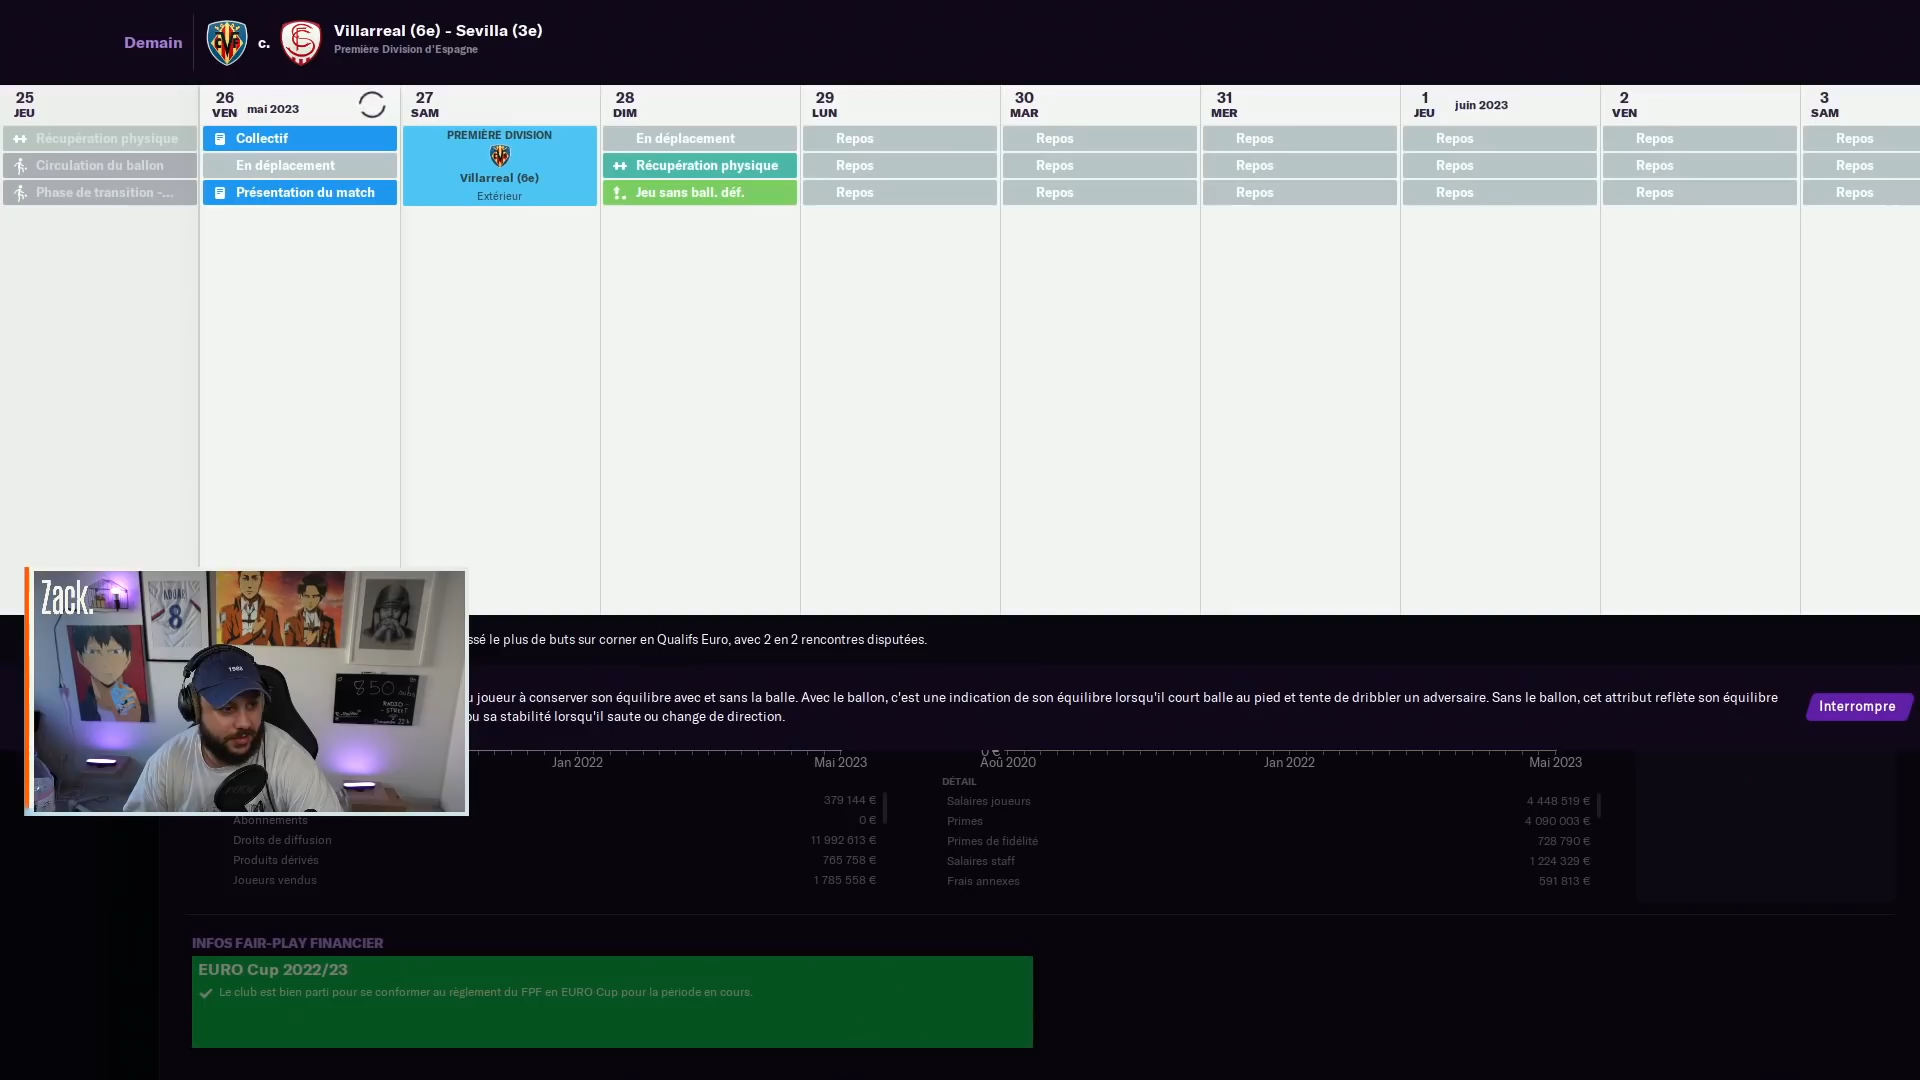 Demain
c.
Villarreal (6e) - Sevilla (3e)
Première Division d'Espagne
25
JEU
26
VEN mai 2023
27
SAM
28
DIM
29
LUN
30
MAR
31
MER
1
JEU juin 2023
2
VEN
3
SAM
Récupération physique
Circulation du ballon
Phase de transition -...
Collectif
En déplacement
Présentation du match
PREMIÈRE DIVISION
Villarreal (6e)
Extérieur
En déplacement
Récupération physique
Jeu sans ball. déf.
Repos Repos Repos Repos Repos Repos
Repos Repos Repos Repos Repos Repos
Repos Repos Repos Repos Repos Repos
Zack.
AOUAR
8
1983
850
RADIO
STREET
ssé le plus de buts sur corner en Qualifs Euro, avec 2 en 2 rencontres disputées.
u joueur à conserver son équilibre avec et sans la balle. Avec le ballon, c'est une indication de son équilibre lorsqu'il court balle au pied et tente de dribbler un adversaire. Sans le ballon, cet attribut reflète son équilibre
ou sa stabilité lorsqu'il saute ou change de direction.
Interrompre
0 €
Jan 2022 Mai 2023
Aoû 2020 Jan 2022 Mai 2023
379 144 €
Abonnements 0 €
Droits de diffusion 11 992 613 €
Produits dérivés 765 758 €
Joueurs vendus 1 785 558 €
DÉTAIL
Salaires joueurs 4 448 519 €
Primes 4 090 003 €
Primes de fidélité 728 790 €
Salaires staff 1 224 329 €
Frais annexes 591 813 €
INFOS FAIR-PLAY FINANCIER
EURO Cup 2022/23
Le club est bien parti pour se conformer au règlement du FPF en EURO Cup pour la période en cours.